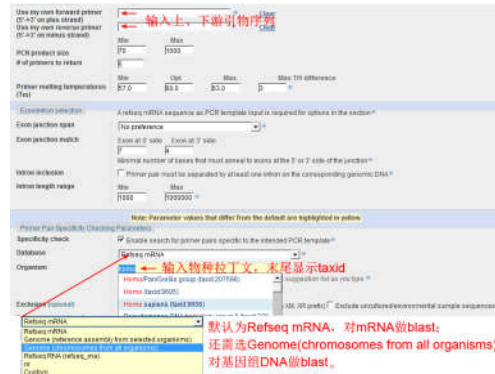 Use my own forward primer
(5'->3' on plus strand)
输入上、下游引物序列
Clear
Use my own reverse primer
(5'->3' on minus strand)
Clear
Min Max
PCR product size
70 1000
# of primers to return
Min Opt Max Max Tm difference
Primer melting temperatures
(Tm)
57.0 60.0 63.0 3
Exon/intron selection
A refseq mRNA sequence as PCR template input is required for options in the section
Exon junction span
No preference
Exon junction match
Exon at 5' side Exon at 3' side
7 4
Minimal number of bases that must anneal to exons at the 5' or 3' side of the junction
Intron inclusion
Primer pair must be separated by at least one intron on the corresponding genomic DNA
Intron length range
Min Max
1000 1000000
Note: Parameter values that differ from the default are highlighted in yellow
Primer Pair Specificity Checking Parameters
Specificity check
Enable search for primer pairs specific to the intended PCR template
Database
Refseq mRNA
Organism
homo
输入物种拉丁文，末尾显示taxid
Homo/Pan/Gorilla group (taxid:207598)
suggestion list as you type
Homo (taxid:9605)
Homo sapiens (taxid:9606)
Exclusion (optional)
XM, XR prefix)
Exclude uncultured/environmental sample sequences
Refseq mRNA
Refseq mRNA
Genome (reference assembly from selected organisms)
Genome (chromosomes from all organisms)
Refseq RNA (refseq_rna)
nr
Custom
默认为Refseq mRNA，对mRNA做blast；
还需选Genome(chromosomes from all organisms)
对基因组DNA做blast。